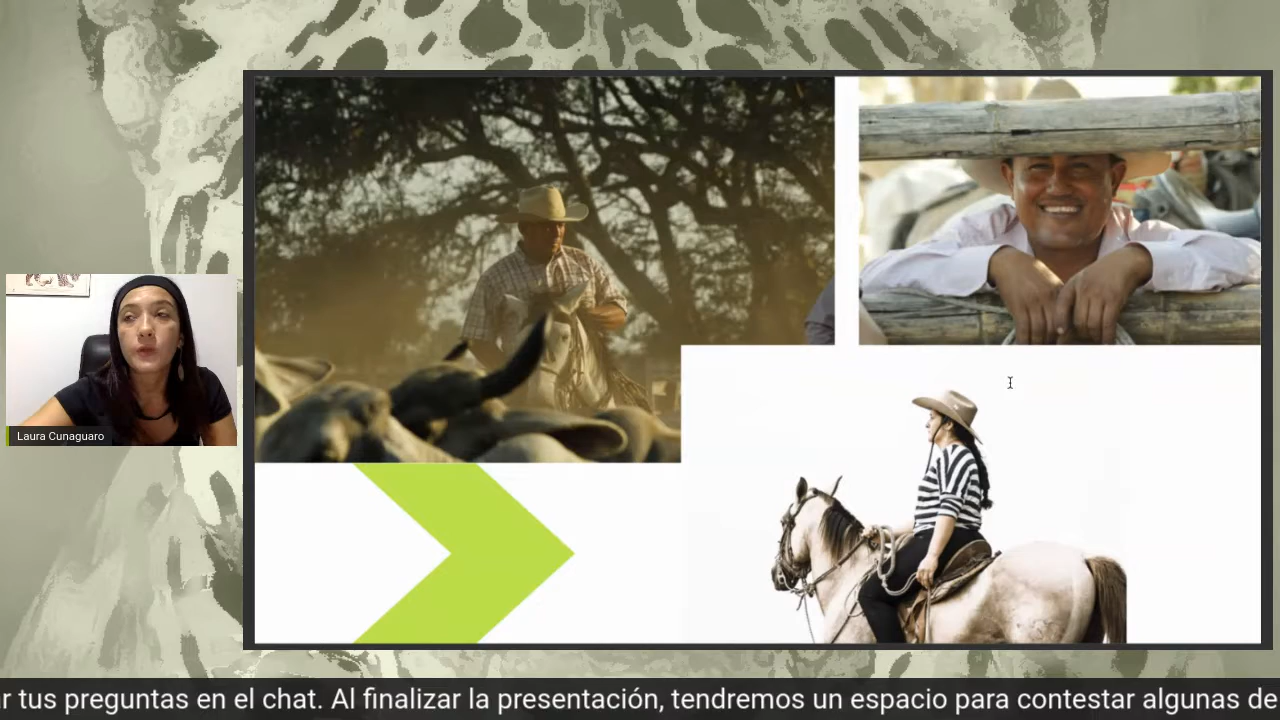 Laura Cunaguaro
r tus preguntas en el chat. Al finalizar la presentación, tendremos un espacio para contestar algunas de